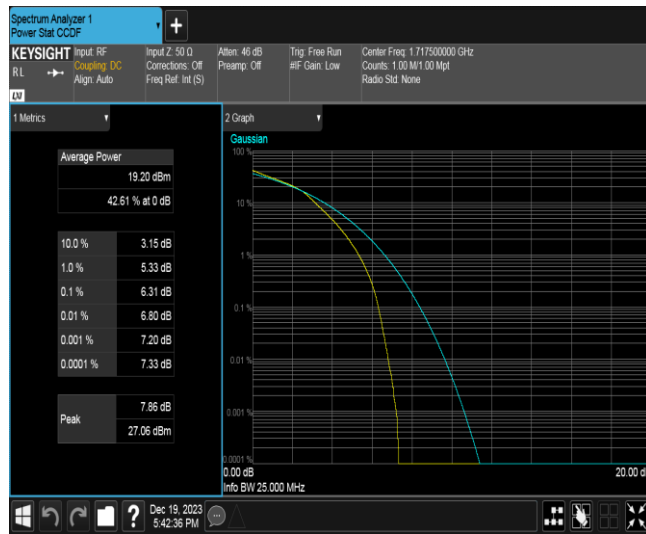 Spectrum Analyzer 1
Power Stat CCDF
+
KEYSIGHT
RL
LXI
Input: RF
Coupling: DC
Align: Auto
Input Z: 50 Ω
Corrections: Off
Freq Ref: Int (S)
Atten: 46 dB
Preamp: Off
Trig: Free Run
#IF Gain: Low
Center Freq: 1.717500000 GHz
Counts: 1.00 M/1.00 Mpt
Radio Std: None
1 Metrics
Average Power
19.20 dBm
42.61 % at 0 dB
10.0 % 3.15 dB
1.0 % 5.33 dB
0.1 % 6.31 dB
0.01 % 6.80 dB
0.001 % 7.20 dB
0.0001 % 7.33 dB
Peak
7.86 dB
27.06 dBm
2 Graph
Gaussian
100 %
10 %
1 %
0.1 %
0.01 %
0.001 %
0.0001 %
0.00 dB
20.00 d
Info BW 25.000 MHz
?
Dec 19, 2023
5:42:36 PM